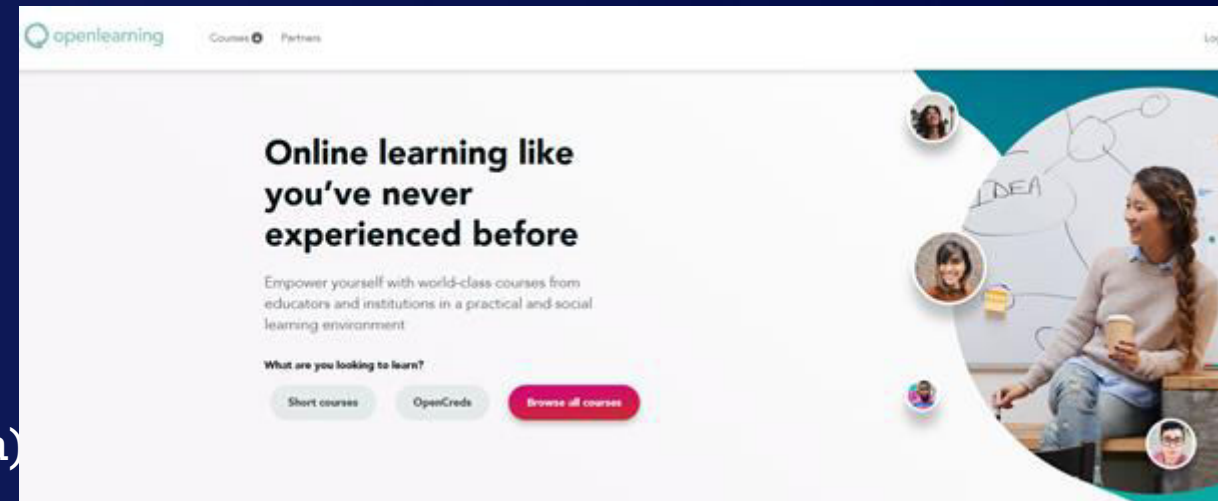 openlearning
Courses Partners
Online learning like
you've never
experienced before
Empower yourself with world-class courses from
educators and institutions in a practical and social
learning environment
What are you looking to learn?
Short courses OpenCreds Browse all courses
IDEA